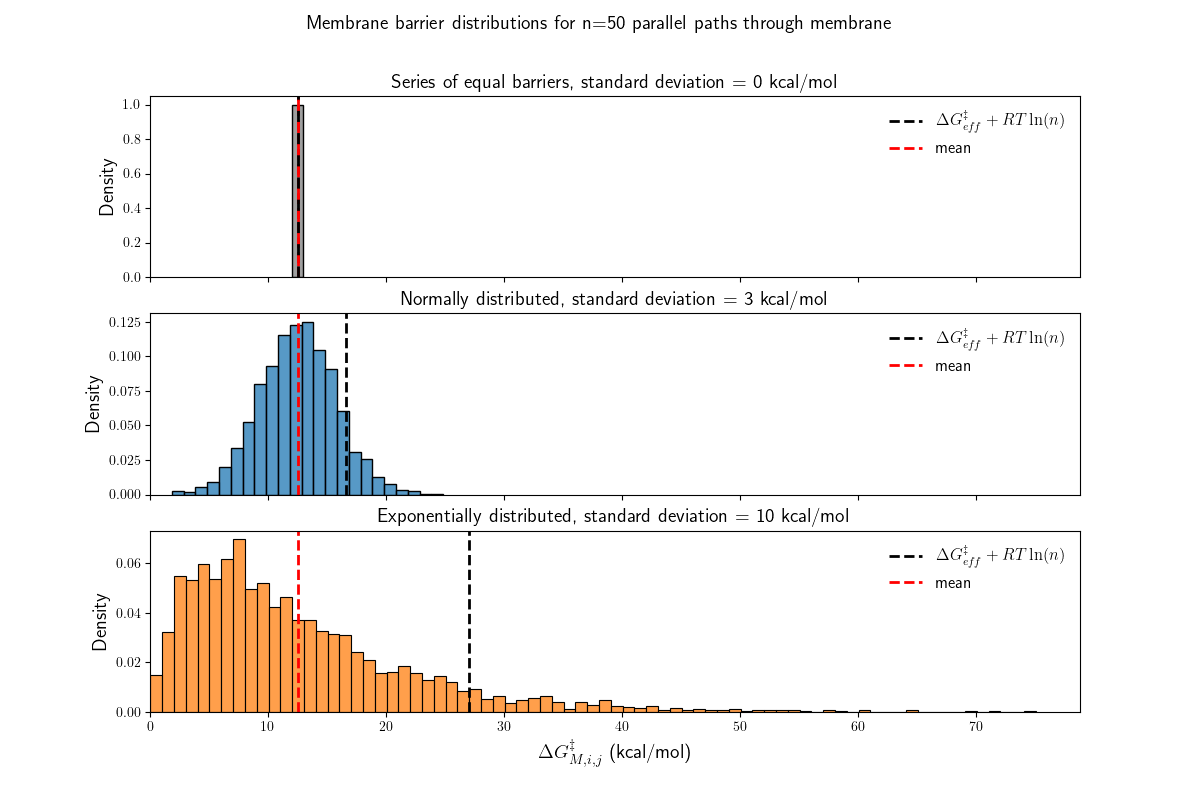 Membrane barrier distributions for n=50 parallel paths through membrane
Series of equal barriers, standard deviation = 0 kcal/mol
1.0
0.8
0.6
0.4
0.2
0.0
Density
ΔG‡eff + RT ln(n)
mean
Normally distributed, standard deviation = 3 kcal/mol
0.125
0.100
0.075
0.050
0.025
0.000
Density
ΔG‡eff + RT ln(n)
mean
Exponentially distributed, standard deviation = 10 kcal/mol
0.06
0.04
0.02
0.00
Density
ΔG‡eff + RT ln(n)
mean
0 10 20 30 40 50 60 70
ΔG‡M,i,j (kcal/mol)